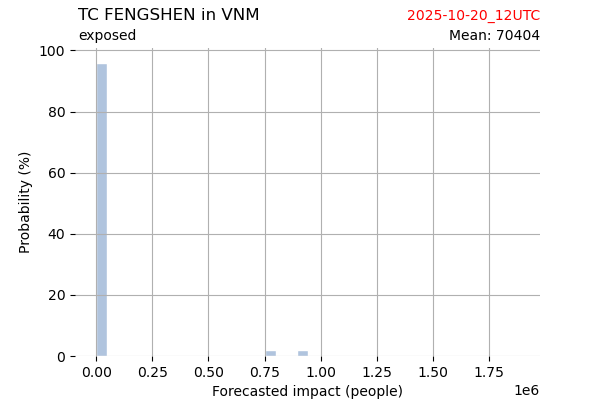 TC FENGSHEN in VNM
2025-10-20_12UTC
exposed
Mean: 70404
100
80
60
40
20
0
Probability (%)
0.00 0.25 0.50 0.75 1.00 1.25 1.50 1.75
1e6
Forecasted impact (people)